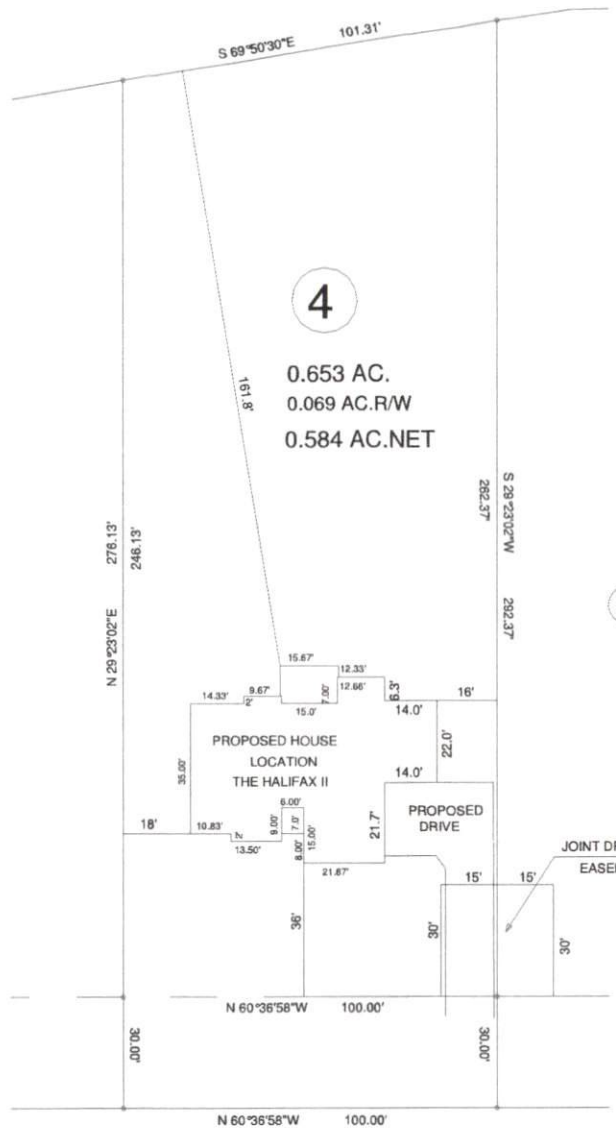 S 69°50'30"E 101.31'
4
0.653 AC.
0.069 AC.R/W
0.584 AC.NET
161.8'
N 29°23'02"E
276.13'
246.13'
S 29°23'02"W
262.37'
292.37'
15.67'
12.33'
9.67'
12.66'
14.33'
2'
15.0'
7.00'
6.3'
14.0'
16'
35.00'
22.0'
PROPOSED HOUSE
LOCATION
THE HALIFAX II
14.0'
6.00'
9.00'
7.0'
15.00'
21.7'
PROPOSED
DRIVE
18'
10.83'
2'
13.50'
8.00'
21.67'
JOINT
EASE
15'
15'
36'
30'
30'
N 60°36'58"W 100.00'
30.00'
30.00'
N 60°36'58"W 100.00'